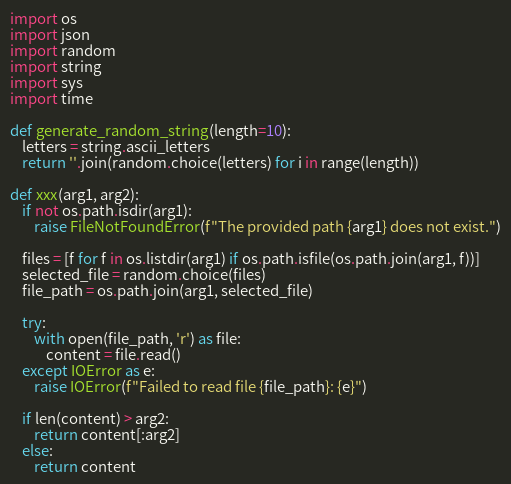 import os
import json
import random
import string
import sys
import time

def generate_random_string(length=10):
    letters = string.ascii_letters
    return ''.join(random.choice(letters) for i in range(length))

def xxx(arg1, arg2):
    if not os.path.isdir(arg1):
        raise FileNotFoundError(f"The provided path {arg1} does not exist.")

    files = [f for f in os.listdir(arg1) if os.path.isfile(os.path.join(arg1, f))]
    selected_file = random.choice(files)
    file_path = os.path.join(arg1, selected_file)

    try:
        with open(file_path, 'r') as file:
            content = file.read()
    except IOError as e:
        raise IOError(f"Failed to read file {file_path}: {e}")

    if len(content) > arg2:
        return content[:arg2]
    else:
        return content